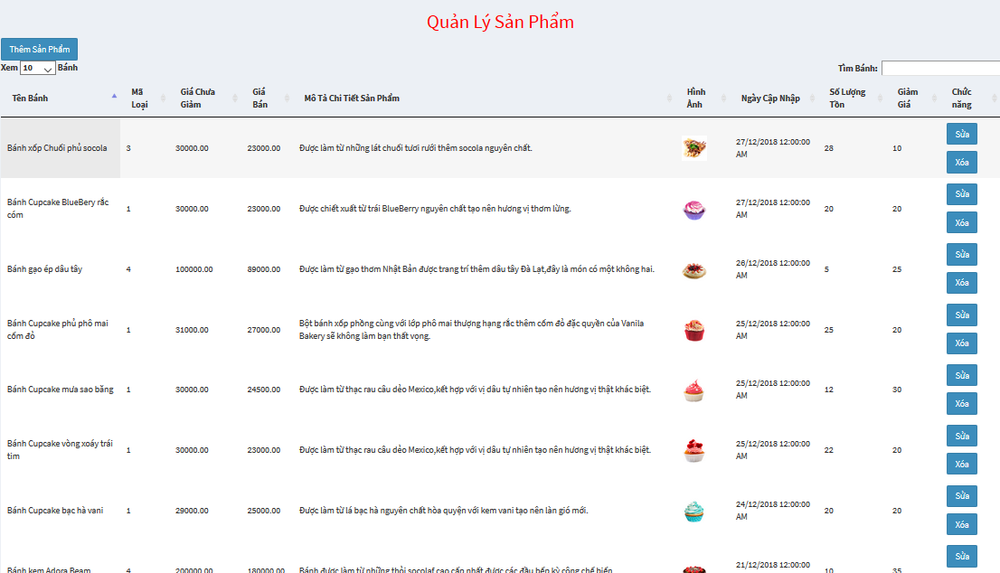 Quản Lý Sản Phẩm
Thêm Sản Phẩm
Xem 10 Bánh
Tìm Bánh:
Tên Bánh
Mã Loại
Giá Chưa Giảm
Giá Bán
Mô Tả Chi Tiết Sản Phẩm
Hình Ảnh
Ngày Cập Nhập
Số Lượng Tồn
Giảm Giá
Chức năng
Bánh xốp Chuối phủ socola
3
30000.00
23000.00
Được làm từ những lát chuối tươi rưới thêm socola nguyên chất.
27/12/2018 12:00:00
AM
28
10
Sửa
Xóa
Bánh Cupcake BlueBery rắc
cóm
1
30000.00
23000.00
Được chiết xuất từ trái BlueBerry nguyên chất tạo nên hương vị thơm lừng.
27/12/2018 12:00:00
AM
20
20
Sửa
Xóa
Bánh gạo ép dâu tây
4
100000.00
89000.00
Được làm từ gạo thơm Nhật Bản được trang trí thêm dâu tây Đà Lạt,đây là món có một không hai.
26/12/2018 12:00:00
AM
5
25
Sửa
Xóa
Bánh Cupcake phủ phô mai
cốm đỏ
1
31000.00
27000.00
Bột bánh xốp phồng cùng với lớp phô mai thượng hạng rắc thêm cốm đỏ đặc quyền của Vanila
Bakery sẽ không làm bạn thất vọng.
25/12/2018 12:00:00
AM
25
20
Sửa
Xóa
Bánh Cupcake mưa sao băng
1
30000.00
24500.00
Được làm từ thạc rau câu dẻo Mexico,kết hợp với vị dâu tự nhiên tạo nên hương vị thật khác biệt.
25/12/2018 12:00:00
AM
12
30
Sửa
Xóa
Bánh Cupcake vòng xoáy trái
tim
1
30000.00
23000.00
Được làm từ thạc rau câu dẻo Mexico,kết hợp với vị dâu tự nhiên tạo nên hương vị thật khác biệt.
25/12/2018 12:00:00
AM
22
20
Sửa
Xóa
Bánh Cupcake bạc hà vani
1
29000.00
25000.00
Được làm từ lá bạc hà nguyên chất hòa quyện với kem vani tạo nên làn gió mới.
24/12/2018 12:00:00
AM
20
20
Sửa
Xóa
Bánh kem Adora Beam
4
200000.00
180000.00
Bánh được làm từ những thỏi socolaf cao cấp nhất được các đầu bếp kỳ công chế biến
21/12/2018 12:00:00
10
35
Sửa